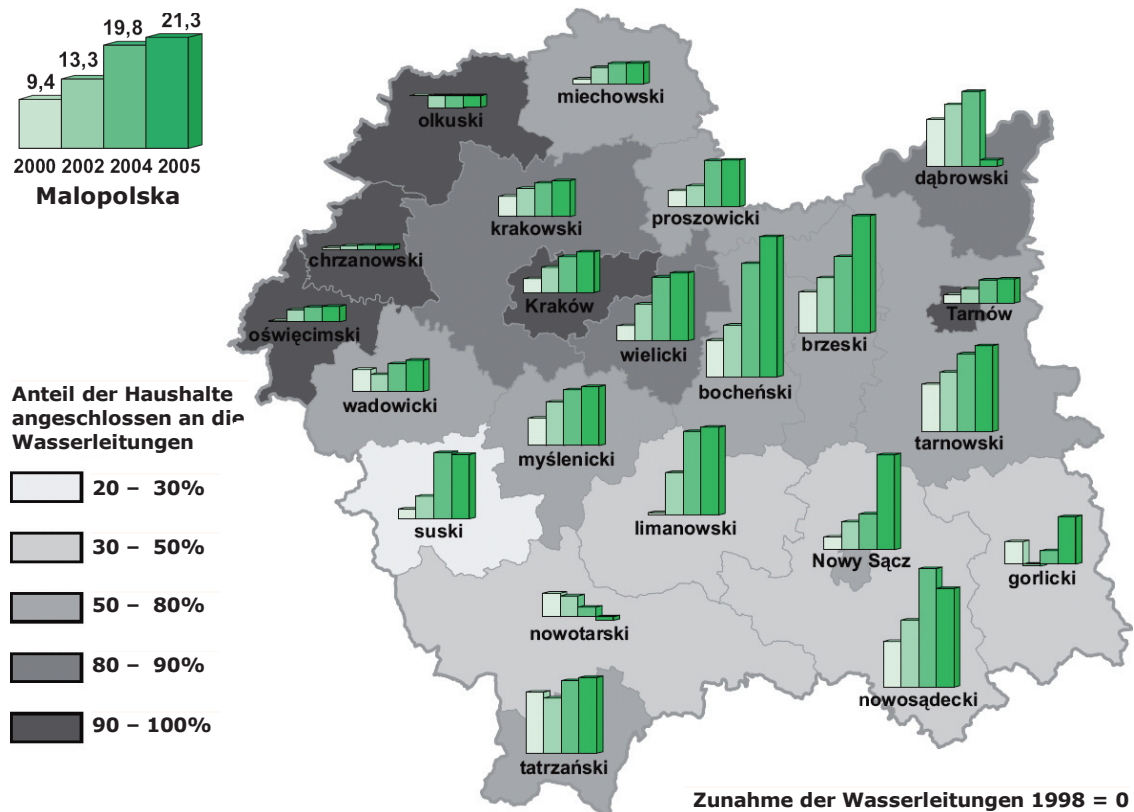 9,4
13,3
19,8
21,3
2000 2002 2004 2005
Malopolska
miechowski
olkuski
dąbrowski
proszowicki
krakowski
chrzanowski
Kraków
Tarnów
oświęcimski
wielicki
brzeski
bocheński
wadowicki
tarnowski
myślenicki
suski
limanowski
Nowy Sącz
gorlicki
nowotarski
nowosądecki
tatrzański
Anteil der Haushalte
angeschlossen an die
Wasserleitungen
20 – 30%
30 – 50%
50 – 80%
80 – 90%
90 – 100%
Zunahme der Wasserleitungen 1998 = 0